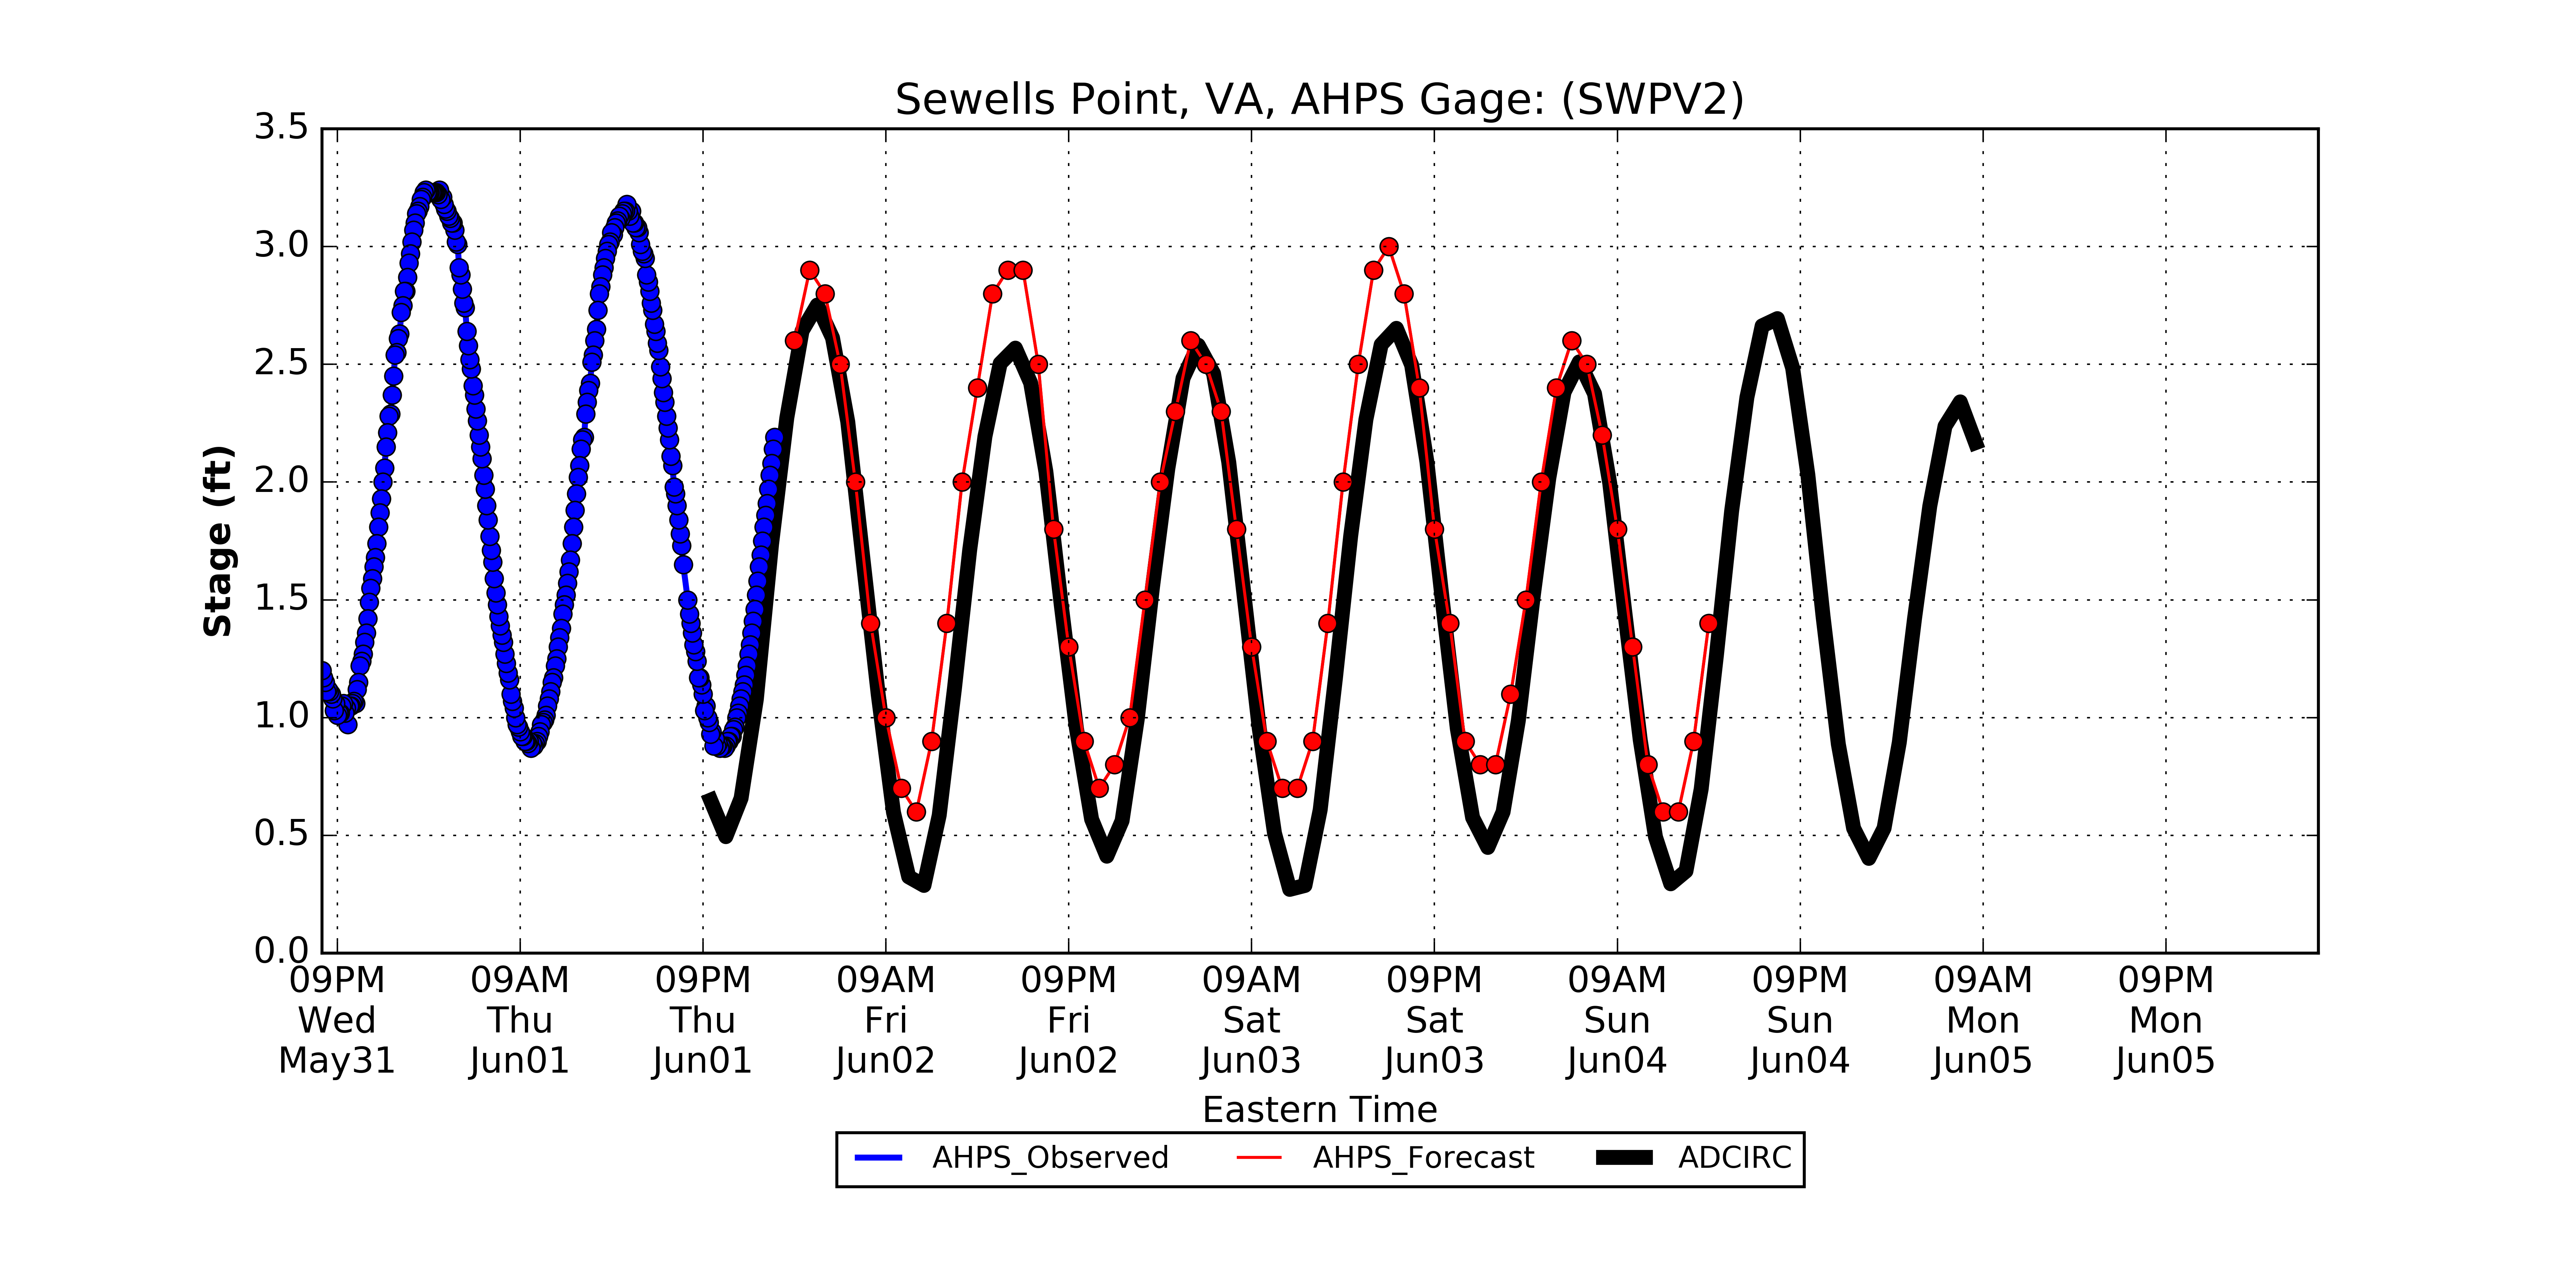 Sewells Point, VA, AHPS Gage: (SWPV2)
3.5
3.0
2.5
2.0
1.5
1.0
0.5
0.0
Stage (ft)
09PM 09AM 09PM 09AM 09PM 09AM 09PM 09AM 09PM 09AM 09PM
Wed Thu Thu Fri Fri Sat Sat Sun Sun Mon Mon
May31 Jun01 Jun01 Jun02 Jun02 Jun03 Jun03 Jun04 Jun04 Jun05 Jun05
Eastern Time
AHPS_Observed AHPS_Forecast ADCIRC